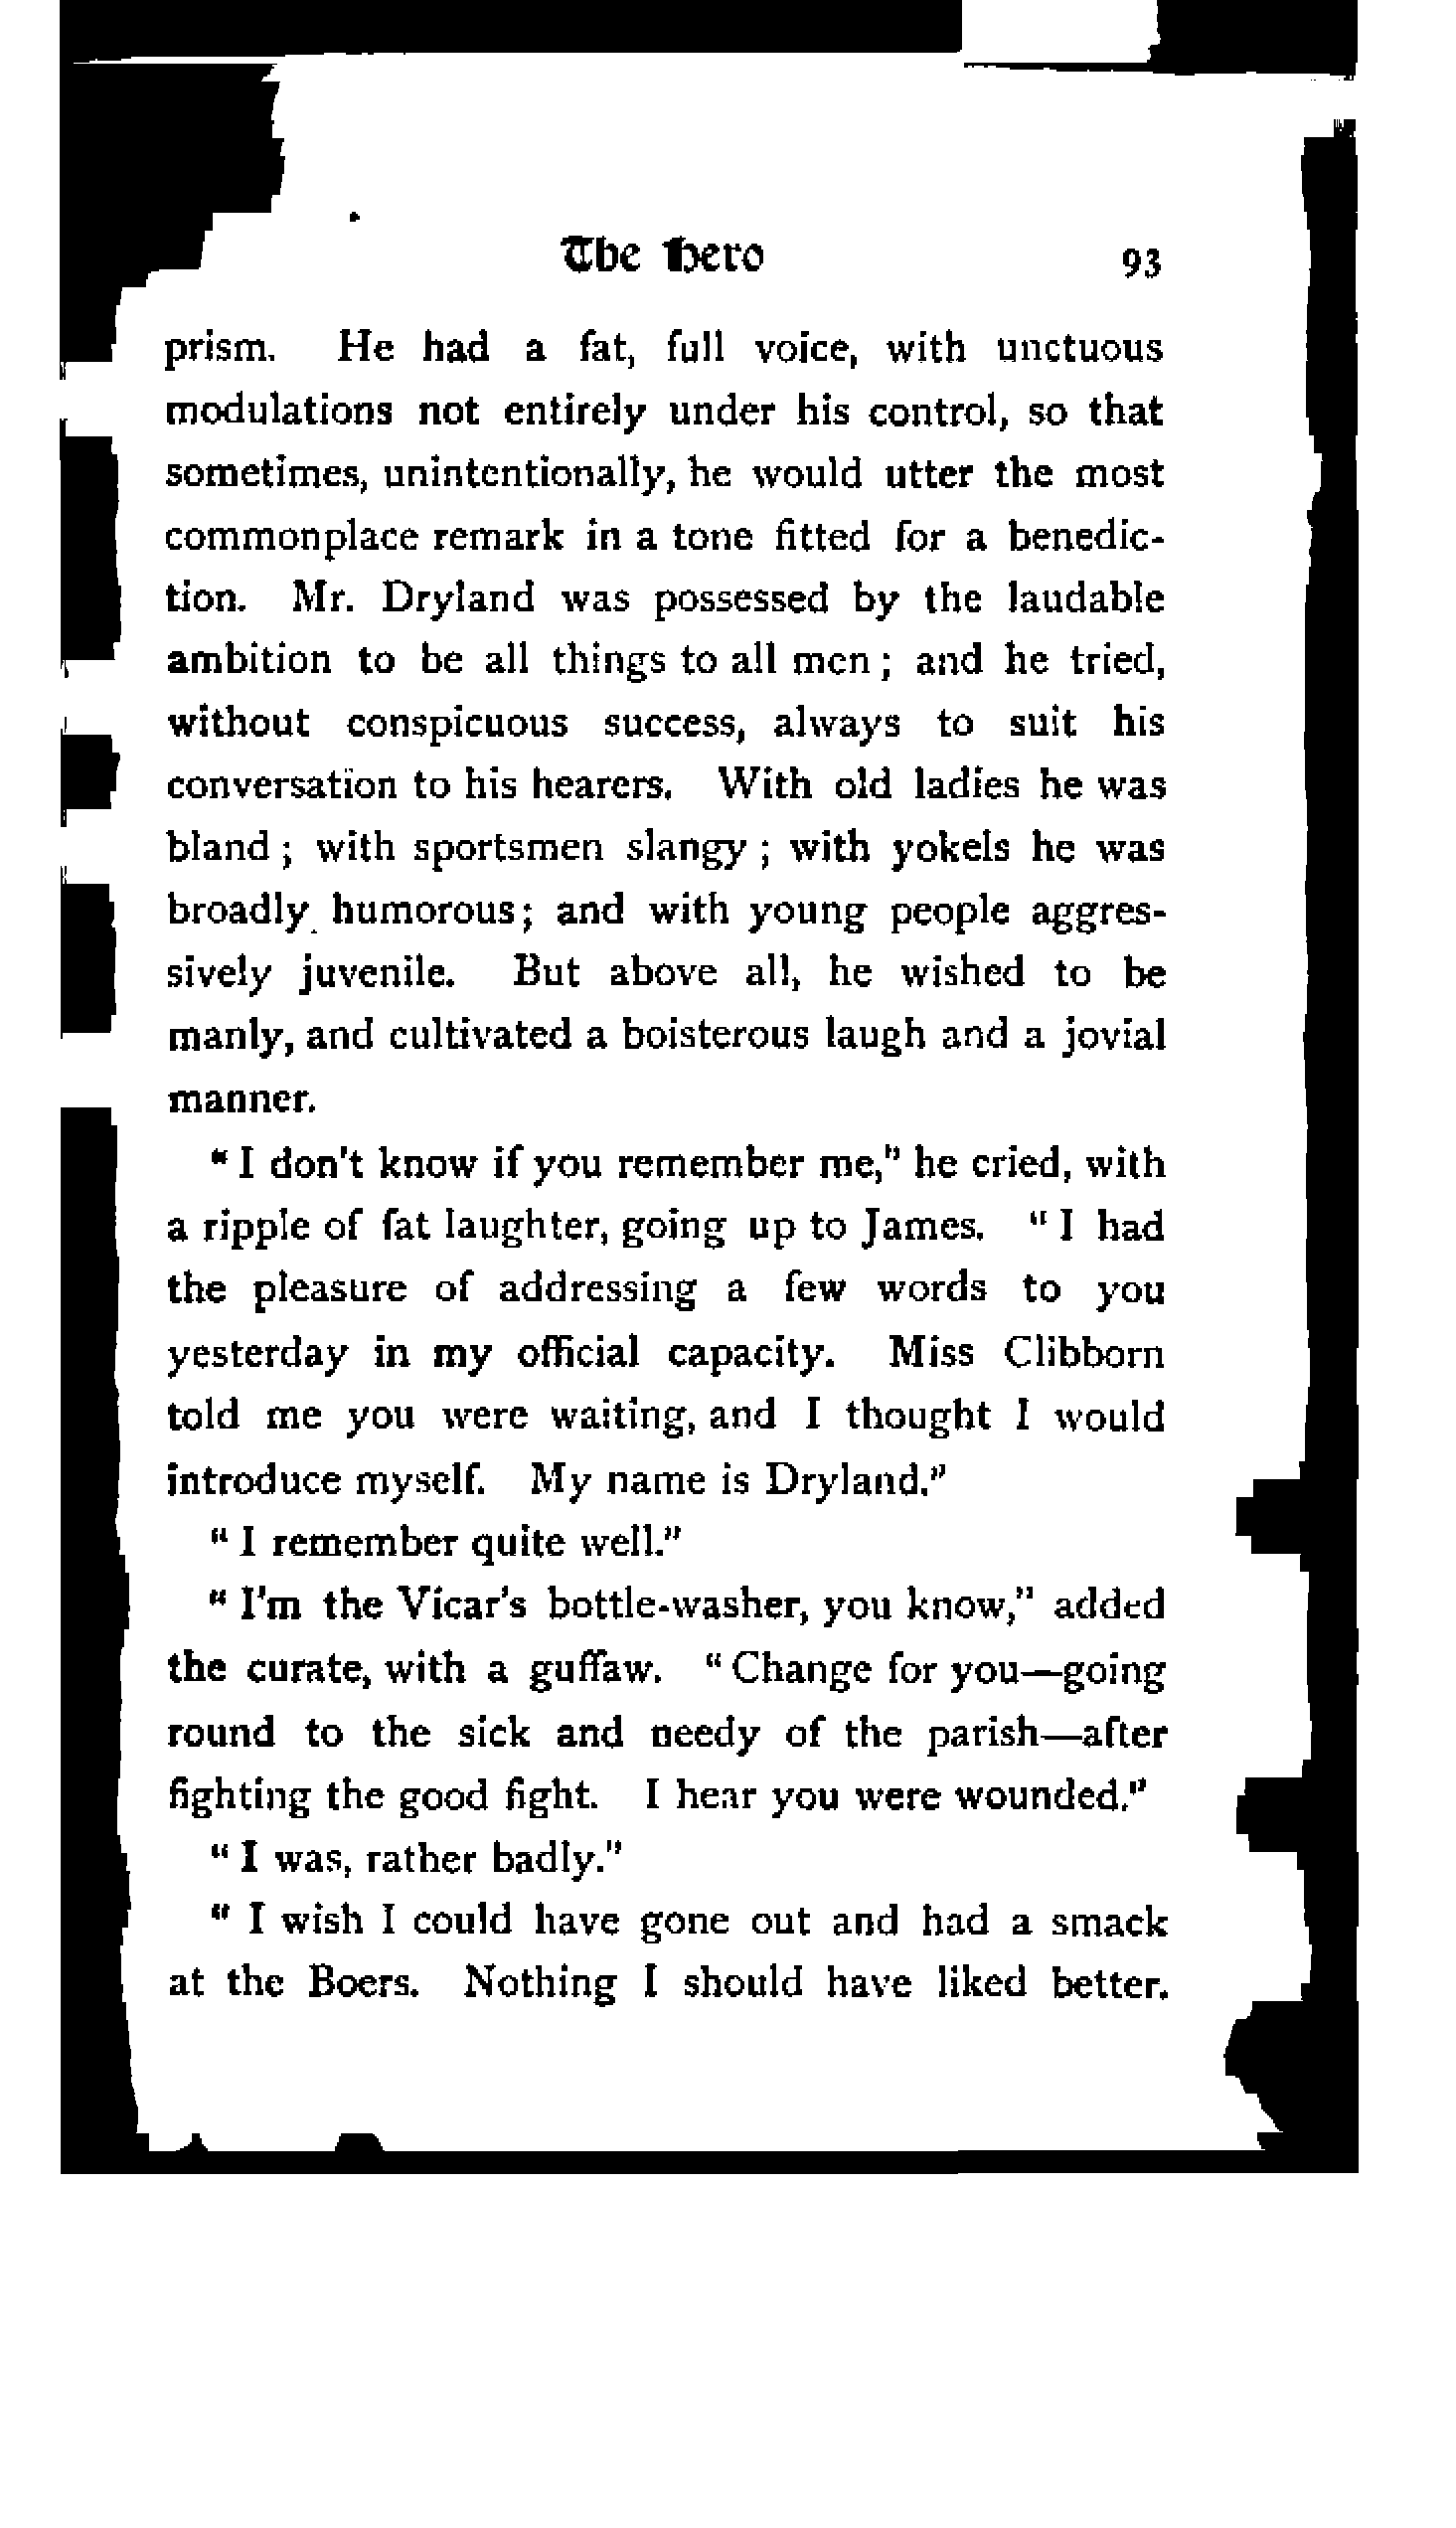 The Hero 93
prism. He had a fat, full voice, with unctuous
modulations not entirely under his control, so that
sometimes, unintentionally, he would utter the most
commonplace remark in a tone fitted for a benedic-
tion. Mr. Dryland was possessed by the laudable
ambition to be all things to all men; and he tried,
without conspicuous success, always to suit his
conversation to his hearers. With old ladies he was
bland; with sportsmen slangy; with yokels he was
broadly humorous; and with young people aggres-
sively juvenile. But above all, he wished to be
manly, and cultivated a boisterous laugh and a jovial
manner.
"I don't know if you remember me," he cried, with
a ripple of fat laughter, going up to James. "I had
the pleasure of addressing a few words to you
yesterday in my official capacity. Miss Clibborn
told me you were waiting, and I thought I would
introduce myself. My name is Dryland."
"I remember quite well."
"I'm the Vicar's bottle-washer, you know," added
the curate, with a guffaw. "Change for you—going
round to the sick and needy of the parish—after
fighting the good fight. I hear you were wounded."
"I was, rather badly."
"I wish I could have gone out and had a smack
at the Boers. Nothing I should have liked better.